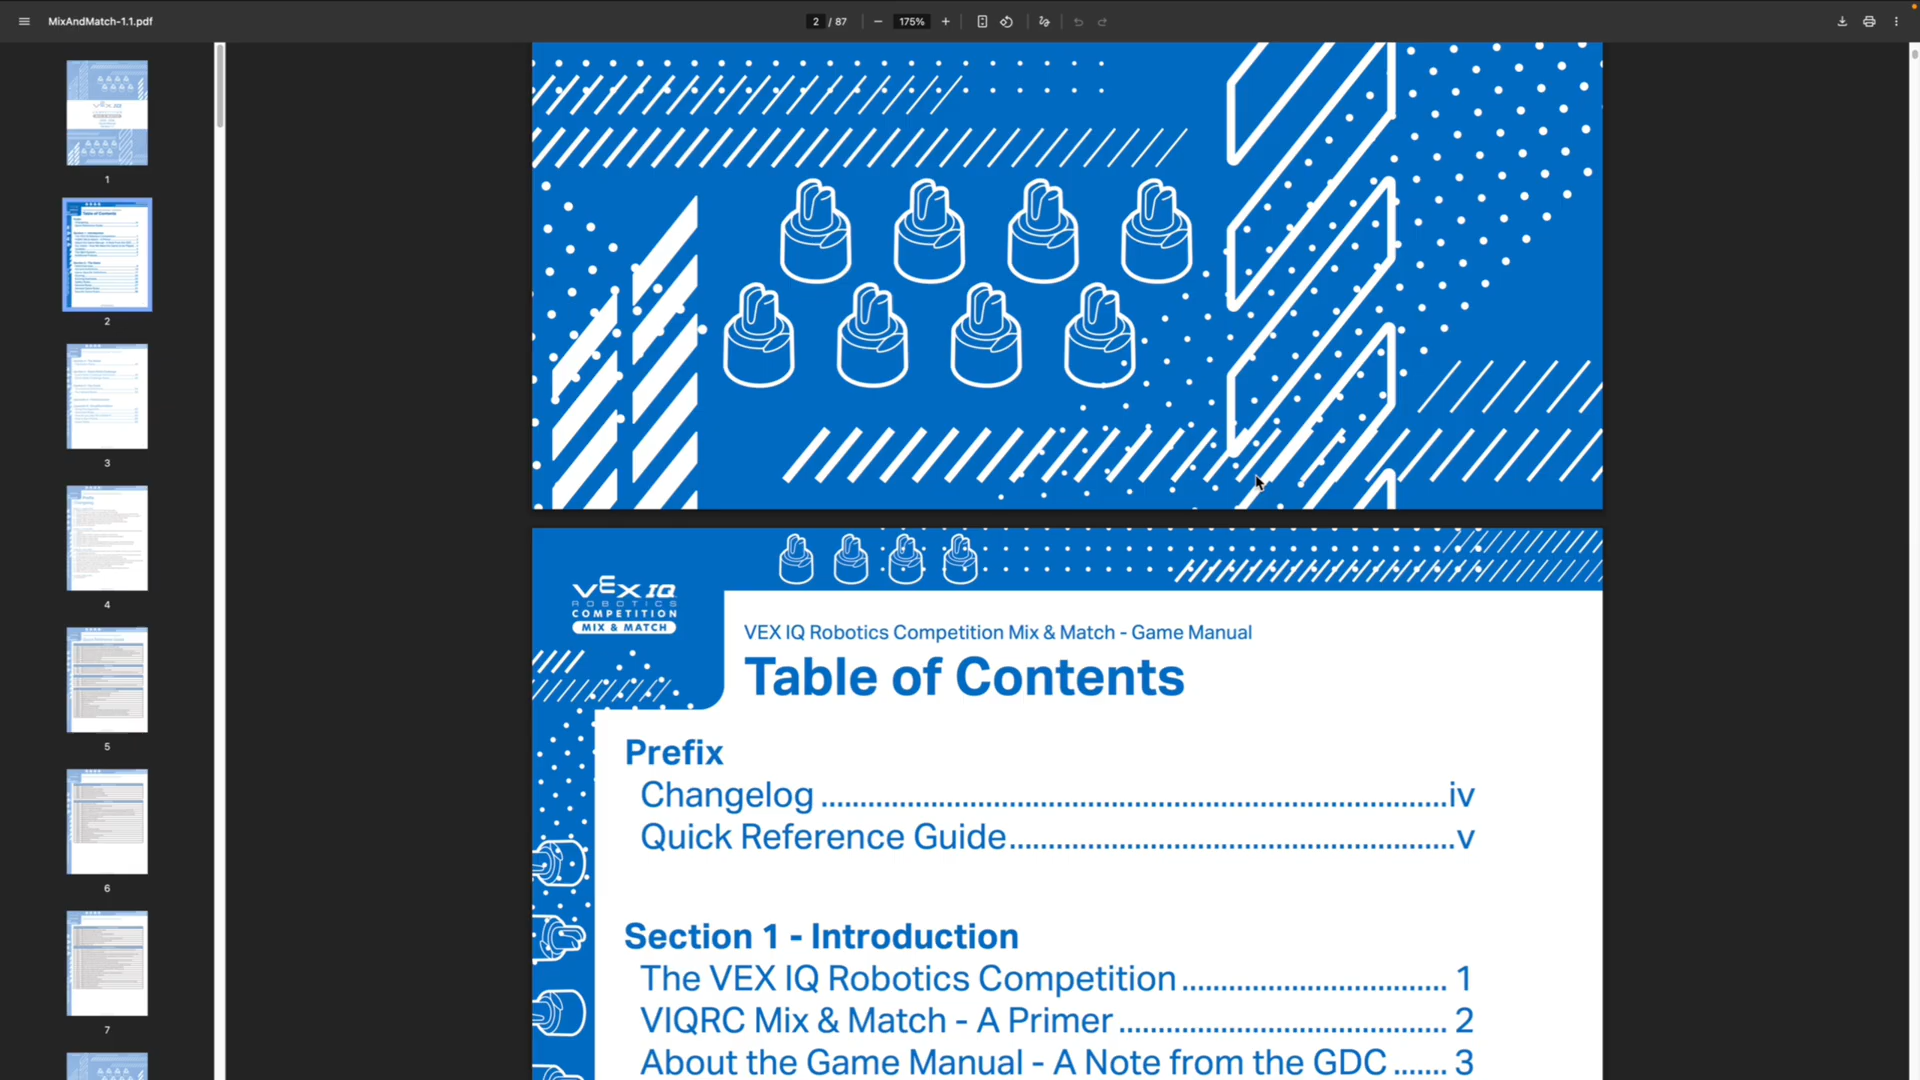 MixAndMatch-1.1.pdf
2 / 87
175%
1
2
3
4
5
6
7
Table of Contents
VEX IQ
ROBOTICS
COMPETITION
MIX & MATCH
VEX IQ Robotics Competition Mix & Match - Game Manual
Table of Contents
Prefix
Changelog ................................................................................iv
Quick Reference Guide.........................................................v
Section 1 - Introduction
The VEX IQ Robotics Competition.................................. 1
VIQRC Mix & Match - A Primer .......................................... 2
About the Game Manual - A Note from the GDC ....... 3